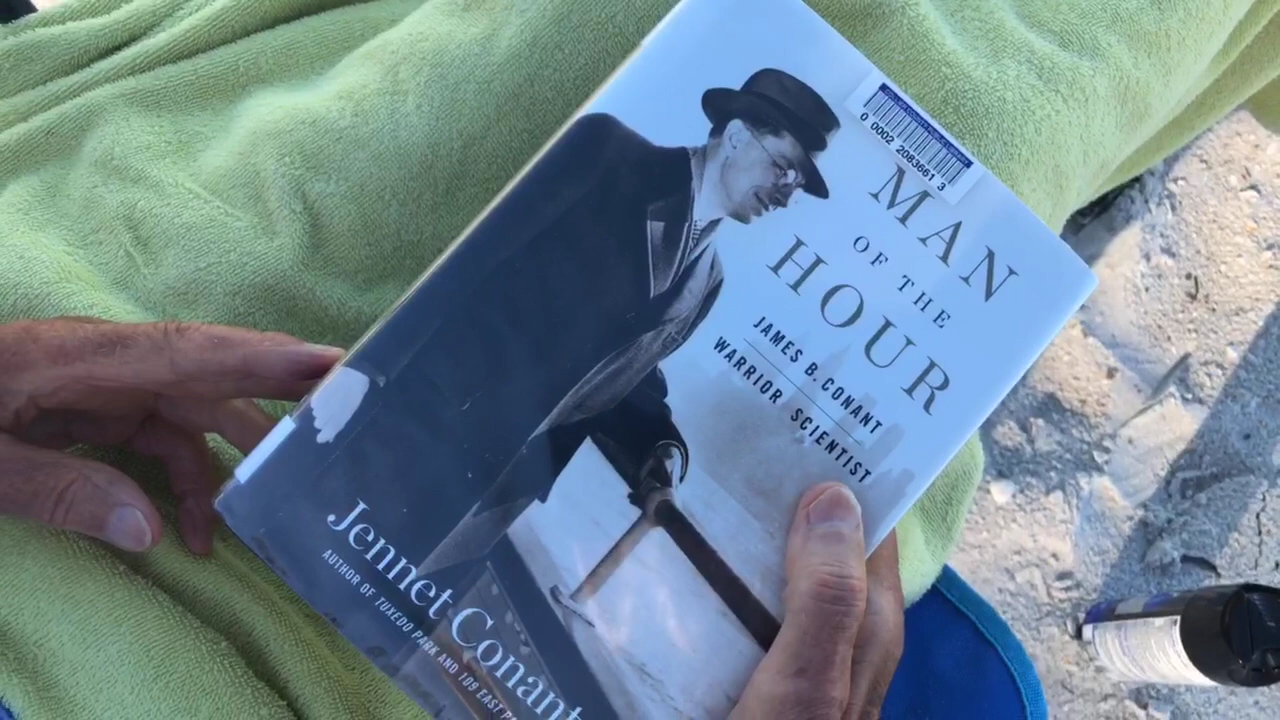 0 0002 2083661 3
MAN
OF THE
HOUR
JAMES B. CONANT
WARRIOR SCIENTIST
Jennet Conant
AUTHOR OF TUXEDO PARK AND 109 EAST